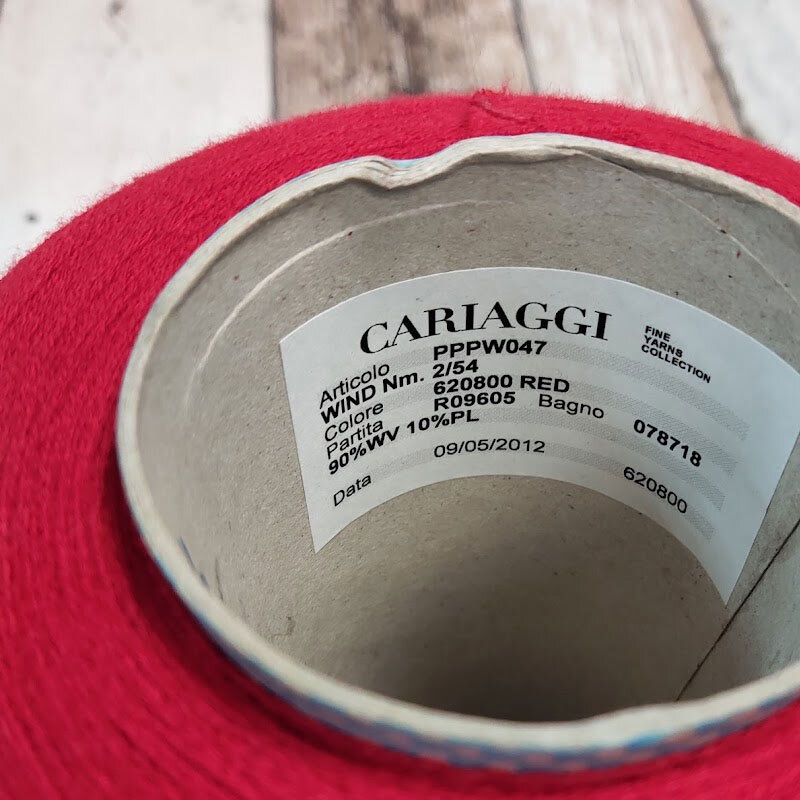 CARIAGGI
FINE
YARNS
COLLECTION
Articolo PPPW047
WIND Nm. 2/54
Colore 620800 RED
Partita R09605 Bagno 078718
90%WV 10%PL
Data 09/05/2012 620800